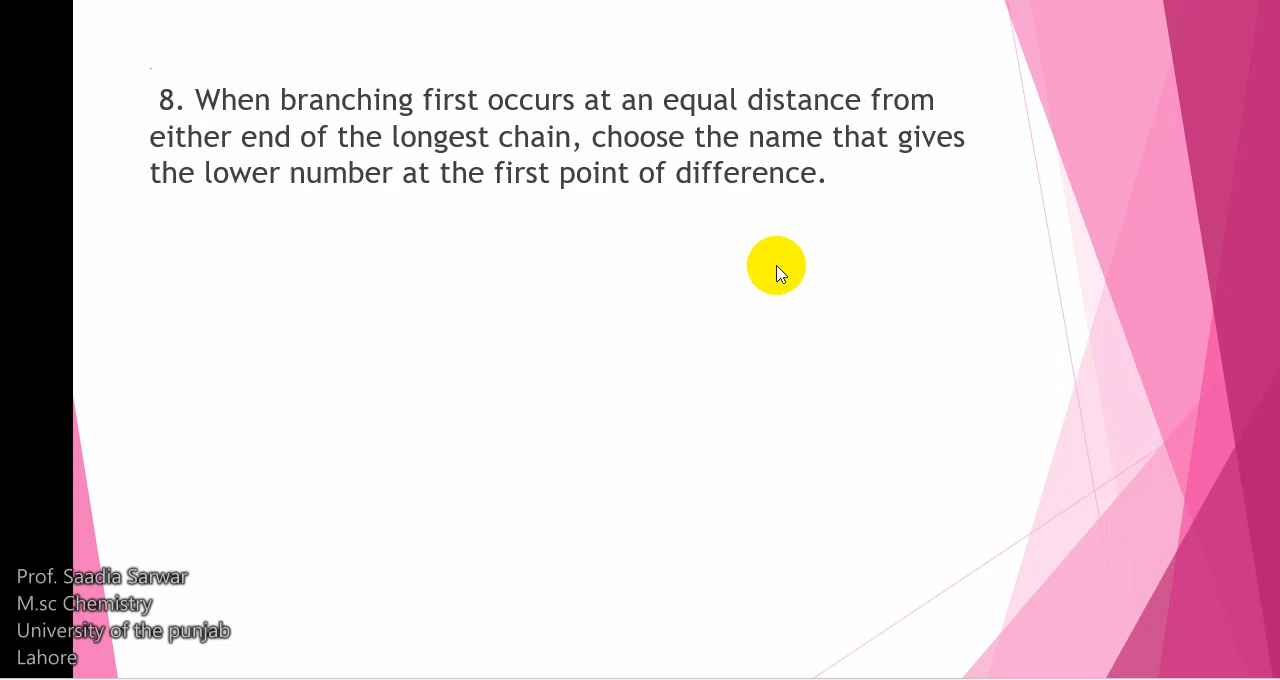 8. When branching first occurs at an equal distance from
either end of the longest chain, choose the name that gives
the lower number at the first point of difference.
Prof. Saadia Sarwar
M.sc Chemistry
University of the punjab
Lahore